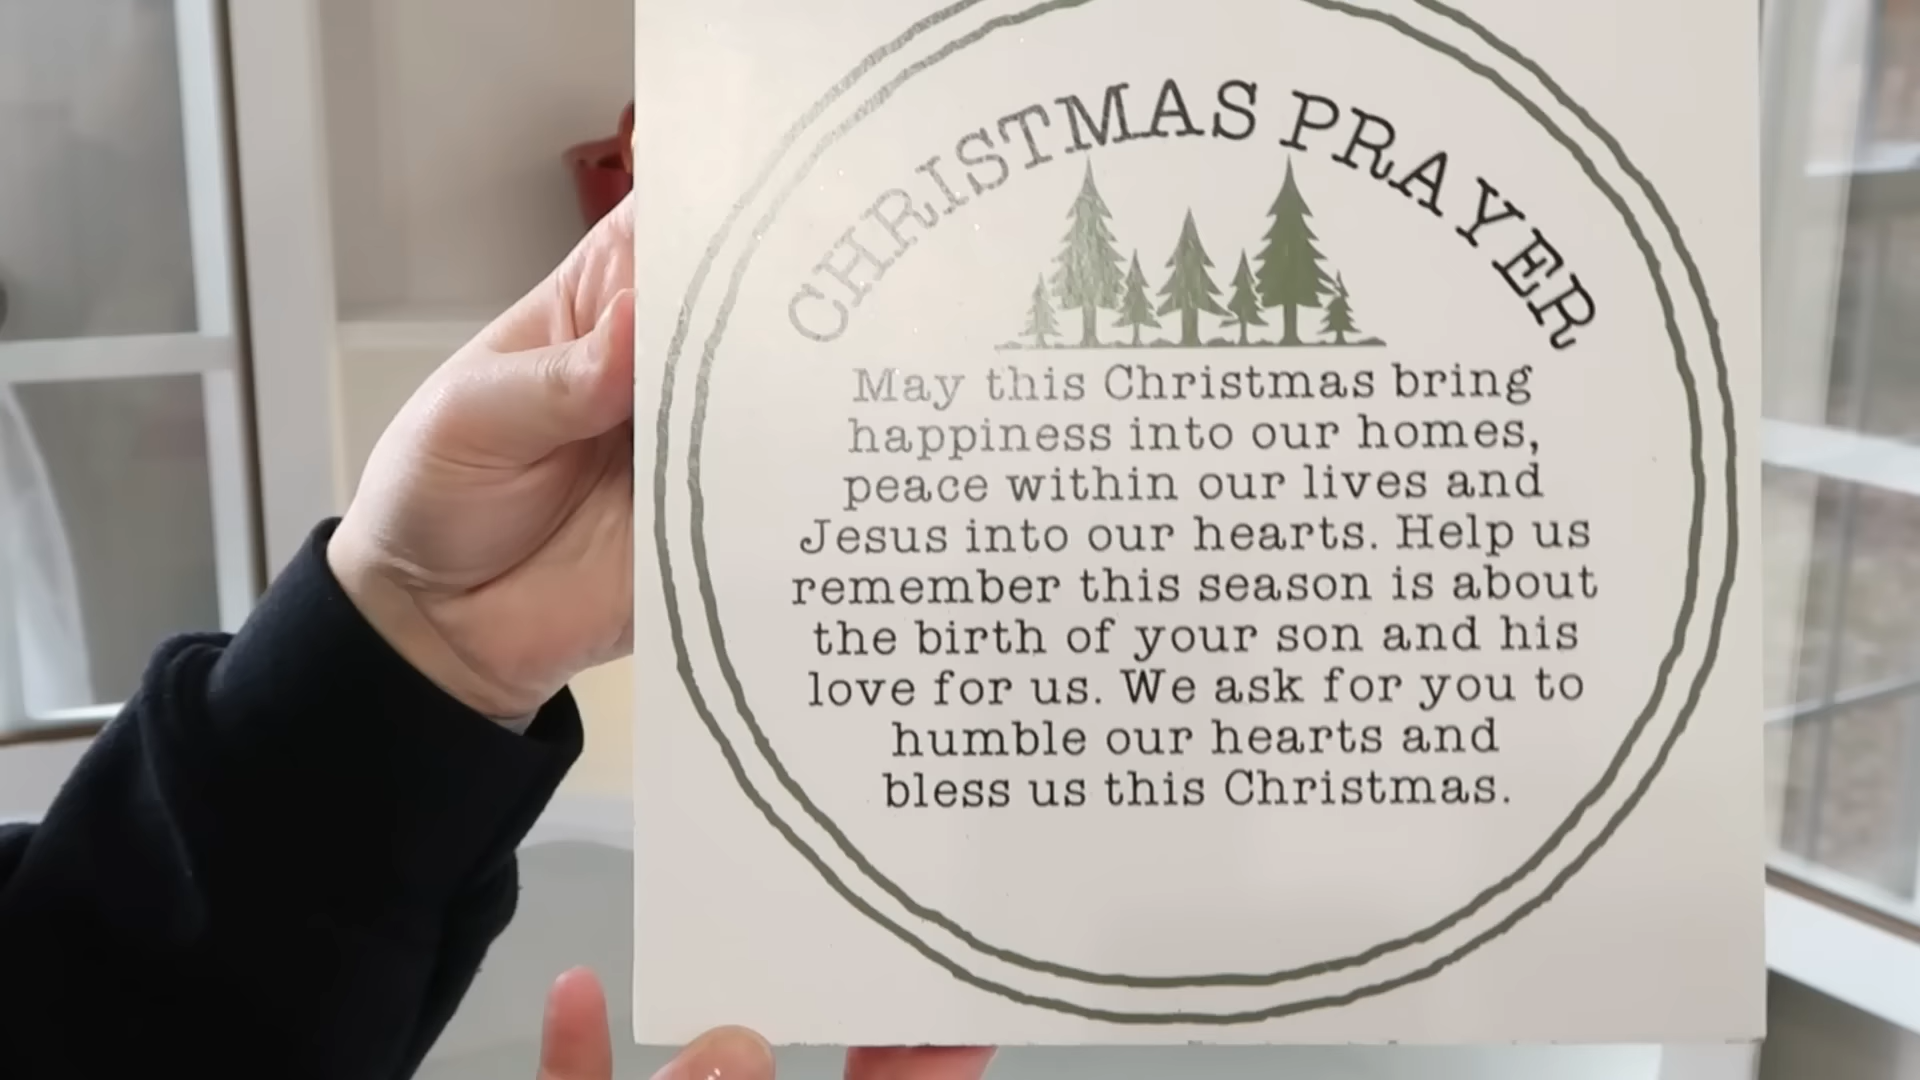 CHRISTMAS PRAYER
May this Christmas bring
happiness into our homes,
peace within our lives and
Jesus into our hearts. Help us
remember this season is about
the birth of your son and his
love for us. We ask for you to
humble our hearts and
bless us this Christmas.